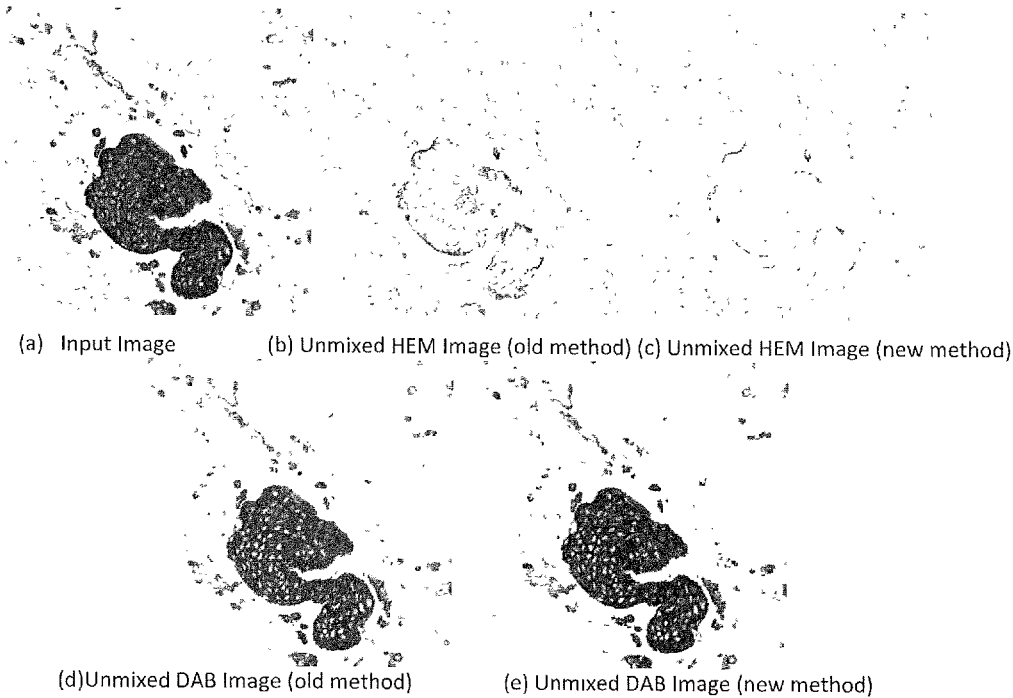 (a) Input Image
(b) Unmixed HEM Image (old method) (c) Unmixed HEM Image (new method)
(d)Unmixed DAB Image (old method)
(e) Unmixed DAB Image (new method)